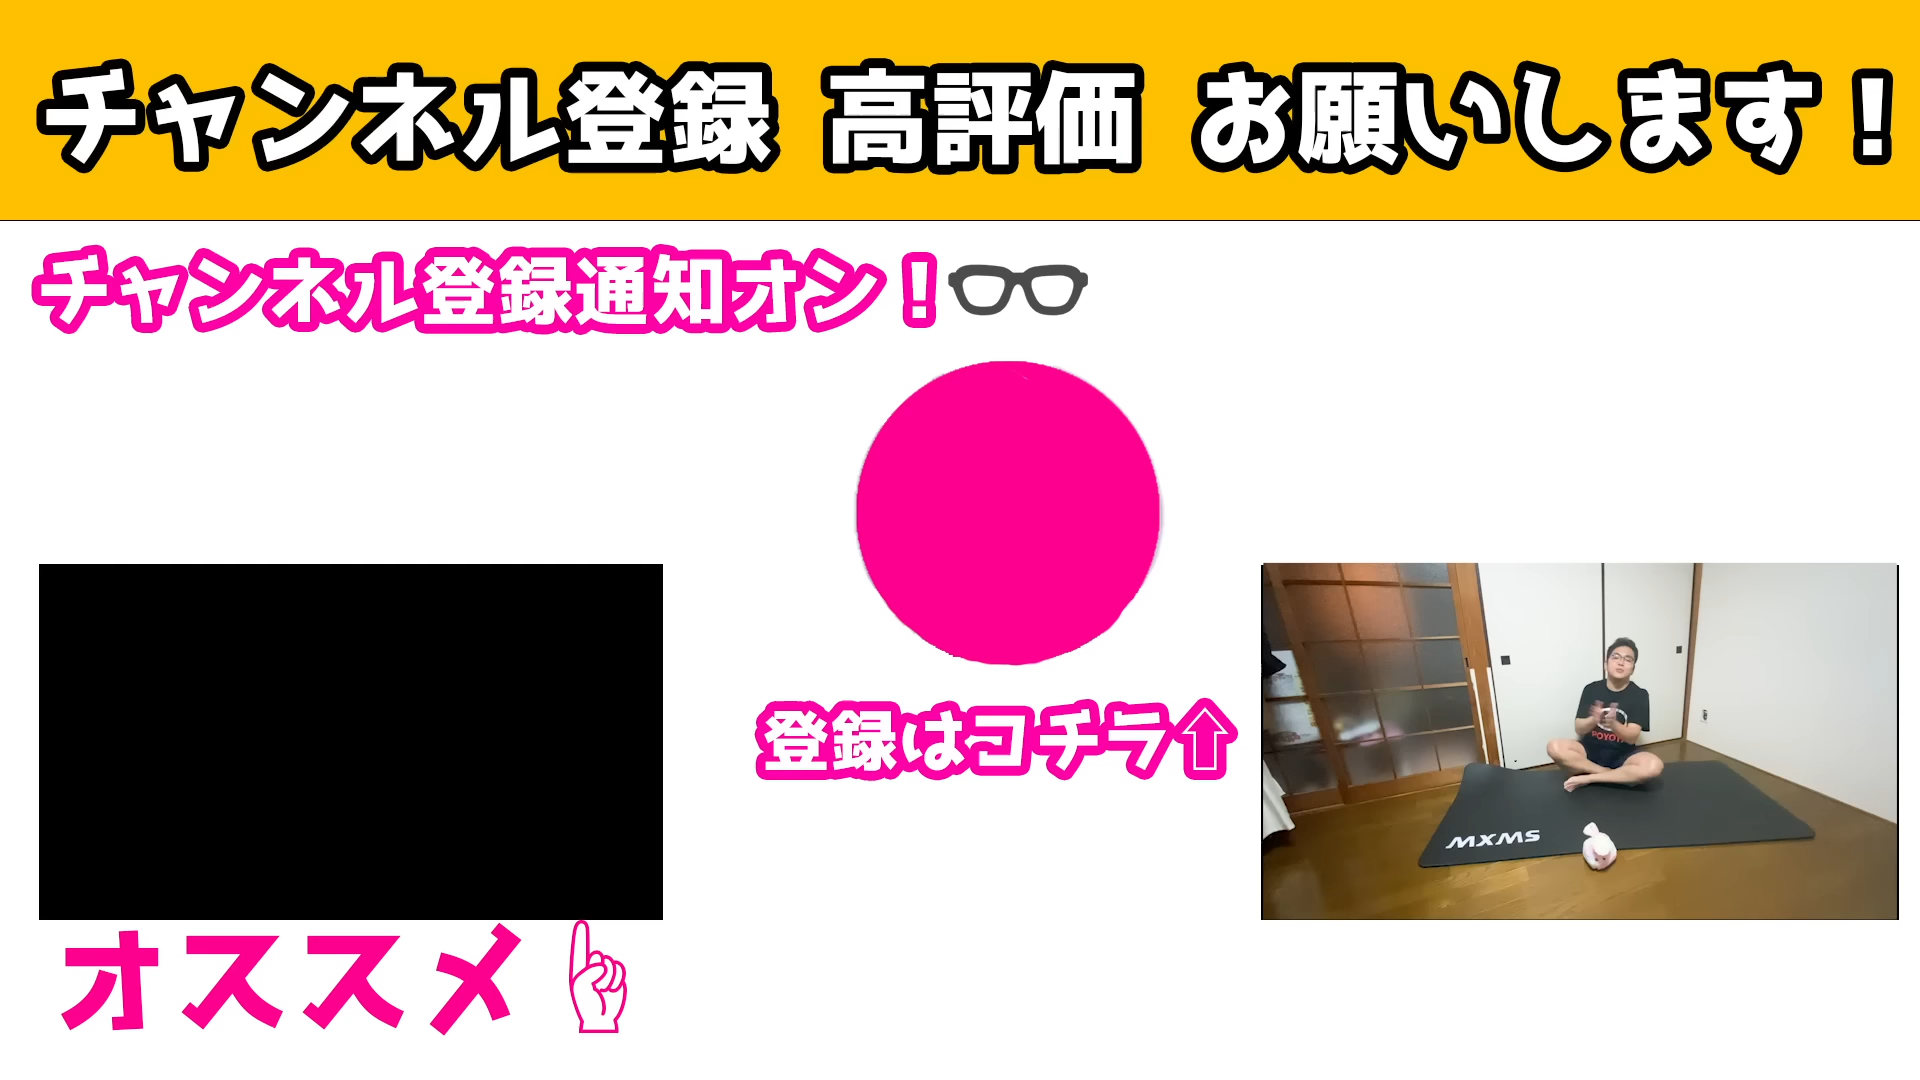 チャンネル登録 高評価 お願いします！
チャンネル登録通知オン！
登録はコチラ↑
MXMS
オススメ